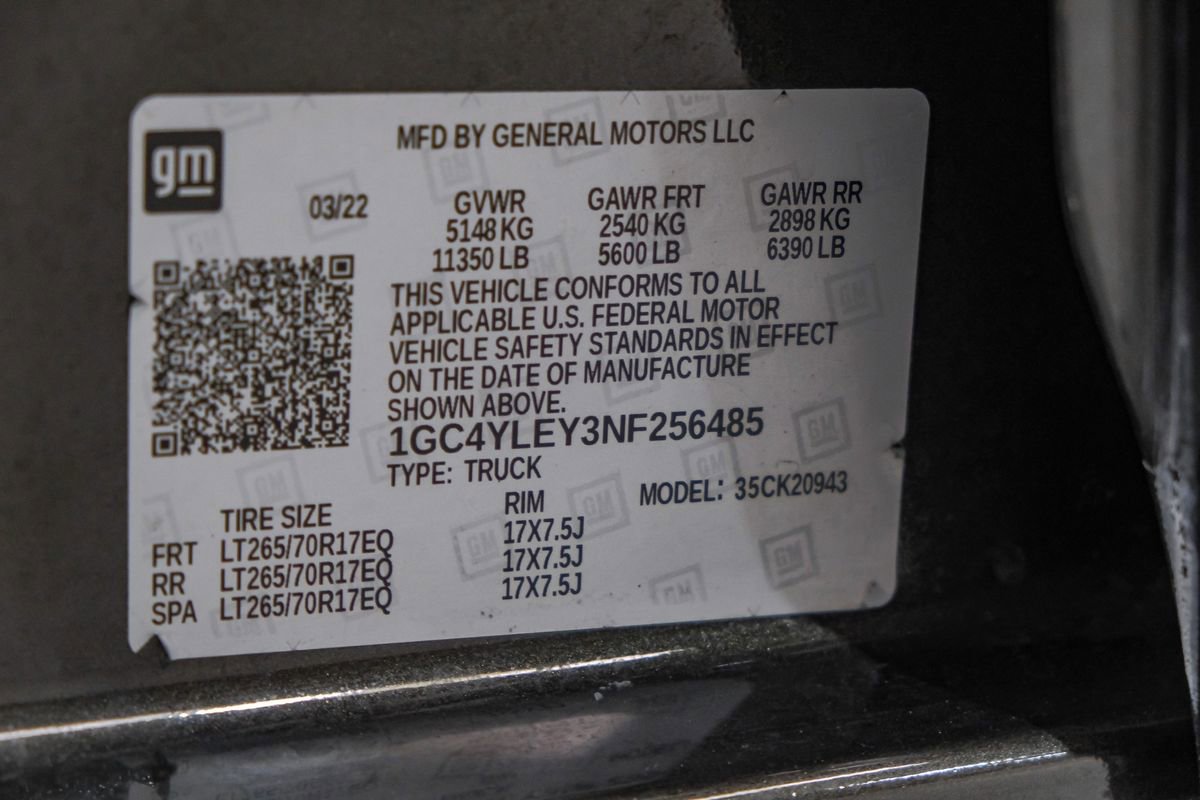 gm
MFD BY GENERAL MOTORS LLC
03/22
GVWR GAWR FRT GAWR RR
5148 KG 2540 KG 2898 KG
11350 LB 5600 LB 6390 LB
THIS VEHICLE CONFORMS TO ALL
APPLICABLE U.S. FEDERAL MOTOR
VEHICLE SAFETY STANDARDS IN EFFECT
ON THE DATE OF MANUFACTURE
SHOWN ABOVE.
1GC4YLEY3NF256485
TYPE: TRUCK
MODEL: 35CK20943
TIRE SIZE RIM
FRT LT265/70R17EQ 17X7.5J
RR LT265/70R17EQ 17X7.5J
SPA LT265/70R17EQ 17X7.5J